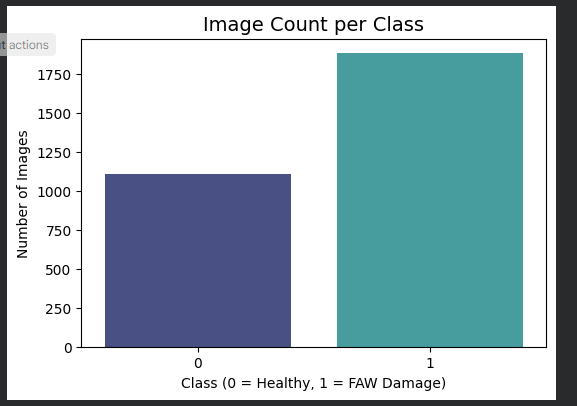 Image Count per Class
t actions
1750
1500
1250
1000
750
500
250
0
Number of Images
0 1
Class (0 = Healthy, 1 = FAW Damage)